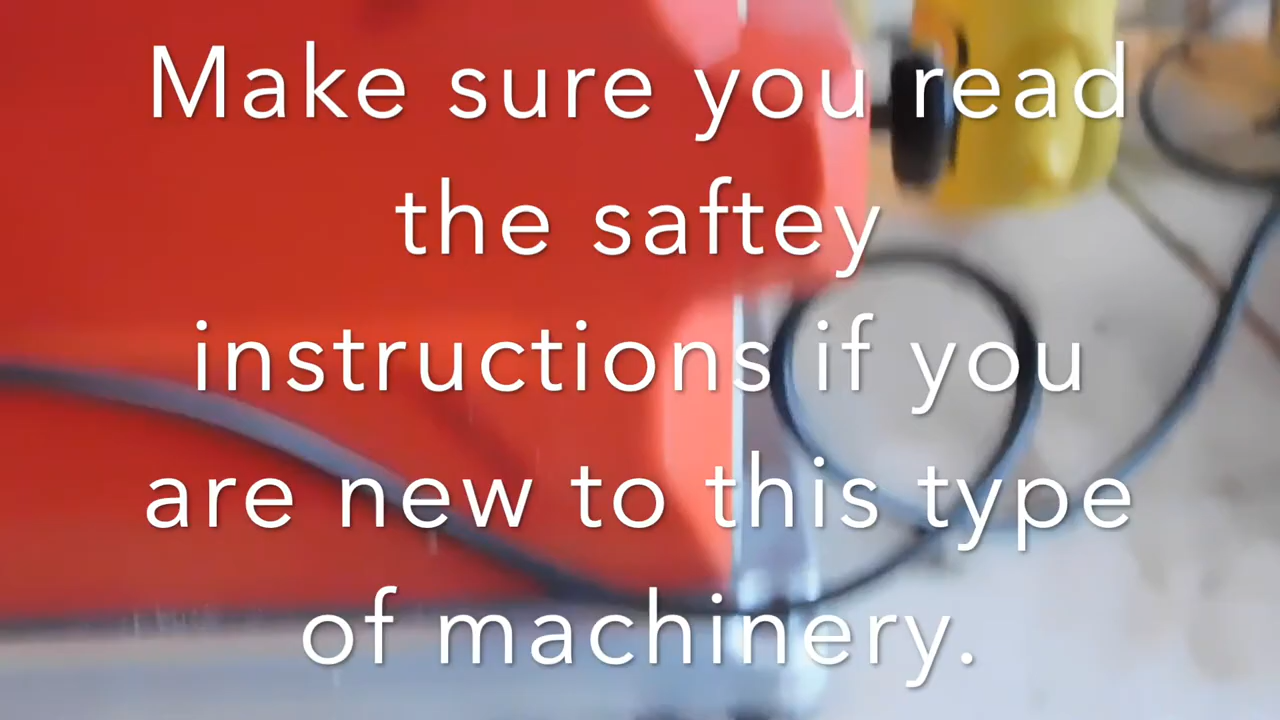 Make sure you read
the saftey
instructions if you
are new to this type
of machinery.